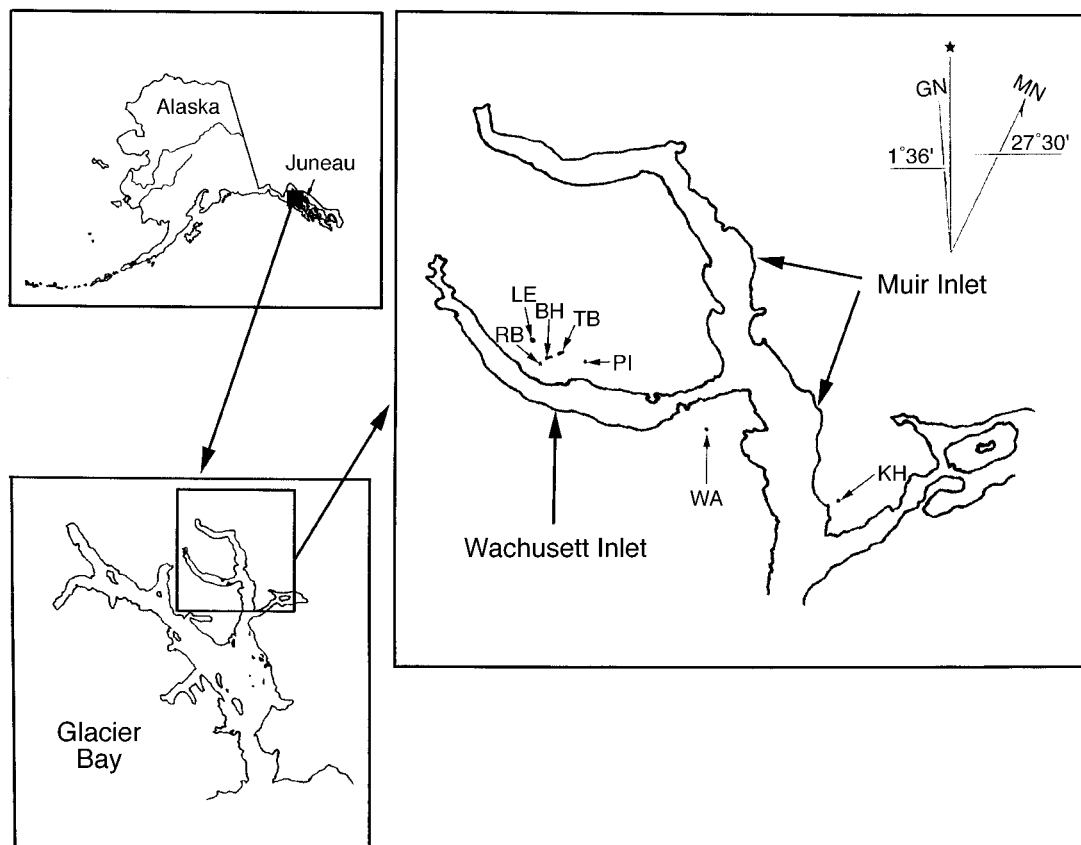 Alaska
Juneau
GN
MN
1°36'
27°30'
Muir Inlet
LE
BH
TB
RB
PI
WA
KH
Wachusett Inlet
Glacier
Bay